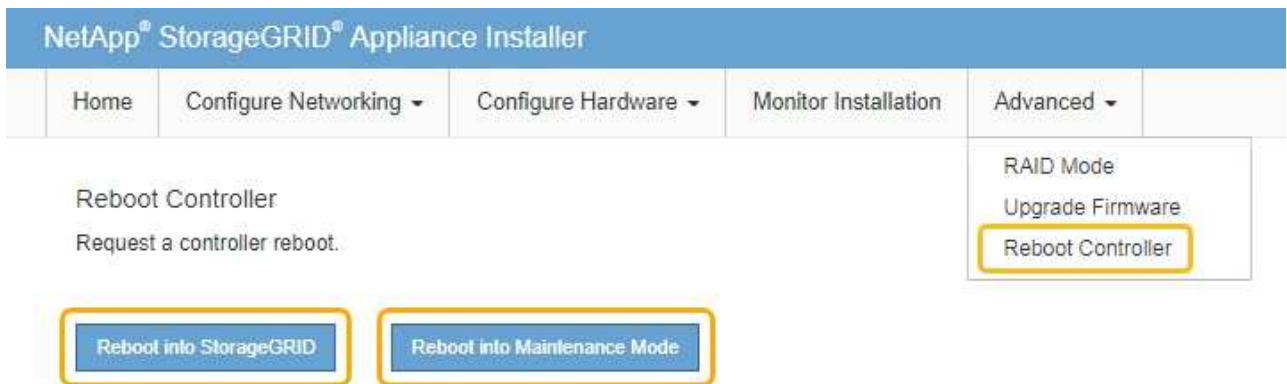 NetApp® StorageGRID® Appliance Installer
Home
Configure Networking
Configure Hardware
Monitor Installation
Advanced
RAID Mode
Upgrade Firmware
Reboot Controller
Reboot Controller
Request a controller reboot.
Reboot into StorageGRID
Reboot into Maintenance Mode